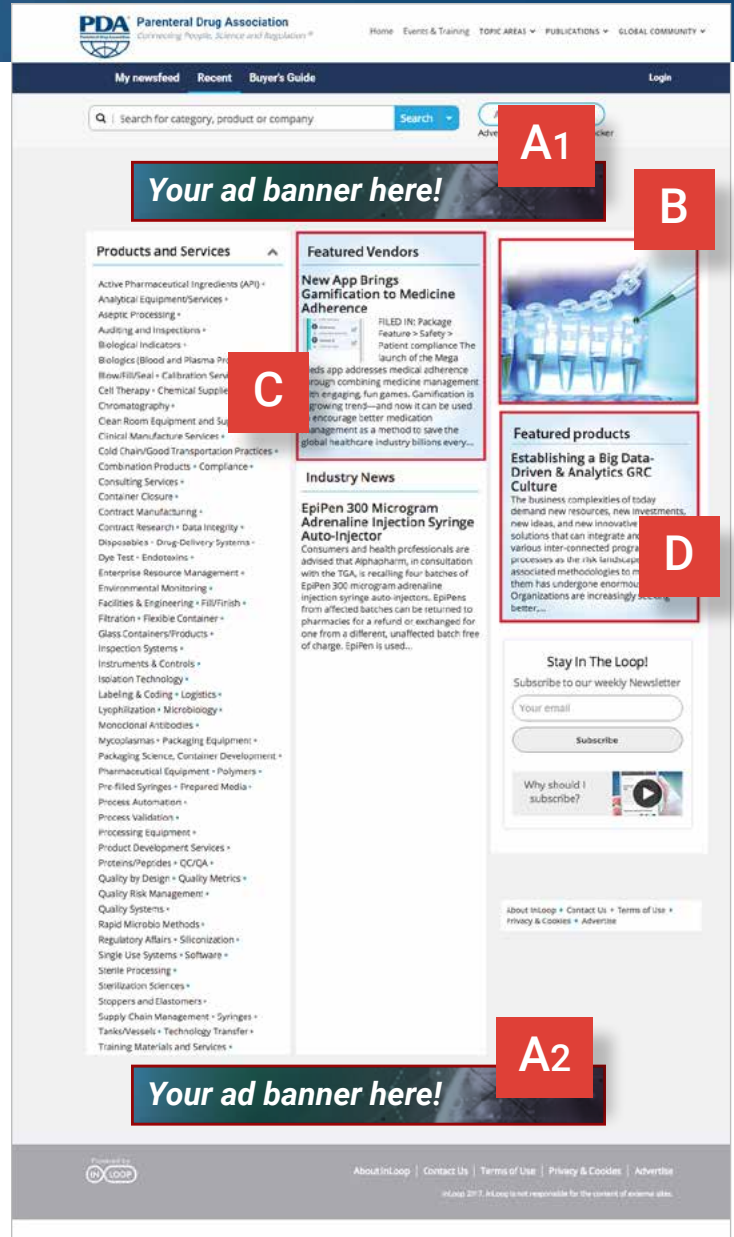 PDA
Parenteral Drug Association
Parenteral Drug Association
Connecting People, Science and Regulation ®
Home Events & Training TOPIC AREAS PUBLICATIONS GLOBAL COMMUNITY
My newsfeed Recent Buyer's Guide Login
Search for category, product or company Search
A1
Your ad banner here!
B
Products and Services
Active Pharmaceutical Ingredients (API) •
Analytical Equipment/Services •
Aseptic Processing •
Auditing and Inspections •
Biological Indicators •
Biologics (Blood and Plasma
Blow/Fill/Seal • Calibration
Cell Therapy • Chemical
Chromatography •
Clean Room Equipment and
Clinical Manufacture Services •
Cold Chain/Good Transportation Practices •
Combination Products • Compliance •
Consulting Services •
Container Closure •
Contract Manufacturing •
Contract Research • Data Integrity •
Disposables • Drug-Delivery Systems •
Dye Test • Endotoxins •
Enterprise Resource Management •
Environmental Monitoring •
Facilities & Engineering • Fill/Finish •
Filtration • Flexible Container •
Glass Containers/Products •
Inspection Systems •
Instruments & Controls •
Isolation Technology •
Labeling & Coding • Logistics •
Lyophilization • Microbiology •
Monoclonal Antibodies •
Mycoplasmas • Packaging Equipment •
Packaging Science, Container Development •
Pharmaceutical Equipment • Polymers •
Pre-filled Syringes • Prepared Media •
Process Automation •
Process Validation •
Processing Equipment •
Product Development Services •
Proteins/Peptides • QC/QA •
Quality by Design • Quality Metrics •
Quality Risk Management •
Quality Systems •
Rapid Microbio Methods •
Regulatory Affairs • Siliconization •
Single Use Systems • Software •
Sterile Processing •
Sterilization Sciences •
Stoppers and Elastomers •
Supply Chain Management • Syringes •
Tanks/Vessels • Technology Transfer •
Training Materials and Services •
C
Featured Vendors
New App Brings
Gamification to Medicine
Adherence
FILED IN: Package
Feature > Safety >
Patient compliance The
launch of the Mega
app addresses medical adherence
through combining medicine management
engaging, fun games. Gamification is
growing trend—and now it can be used
encourage better medication
management as a method to save the
global healthcare industry billions every...
Industry News
EpiPen 300 Microgram
Adrenaline Injection Syringe
Auto-Injector
Consumers and health professionals are
advised that Alphapharm, in consultation
with the TGA, is recalling four batches of
EpiPen 300 microgram adrenaline
injection syringe auto-injectors. EpiPens
from affected batches can be returned to
pharmacies for a refund or exchanged for
one from a different, unaffected batch free
of charge. EpiPen is used...
Featured products
Establishing a Big Data-
Driven & Analytics GRC
Culture
The business complexities of today
demand new resources, new investments,
new ideas, and new innovative
solutions that can integrate
various inter-connected
processes as the risk
associated methodologies to
them has undergone
Organizations are increasingly seeking
better,...
D
Stay In The Loop!
Subscribe to our weekly Newsletter
Your email
Subscribe
Why should I
subscribe?
About InLoop • Contact Us • Terms of Use •
Privacy & Cookies • Advertise
A2
Your ad banner here!
Powered by
IN LOOP
About InLoop | Contact Us | Terms of Use | Privacy & Cookies | Advertise
InLoop 2017. InLoop is not responsible for the content of external sites.